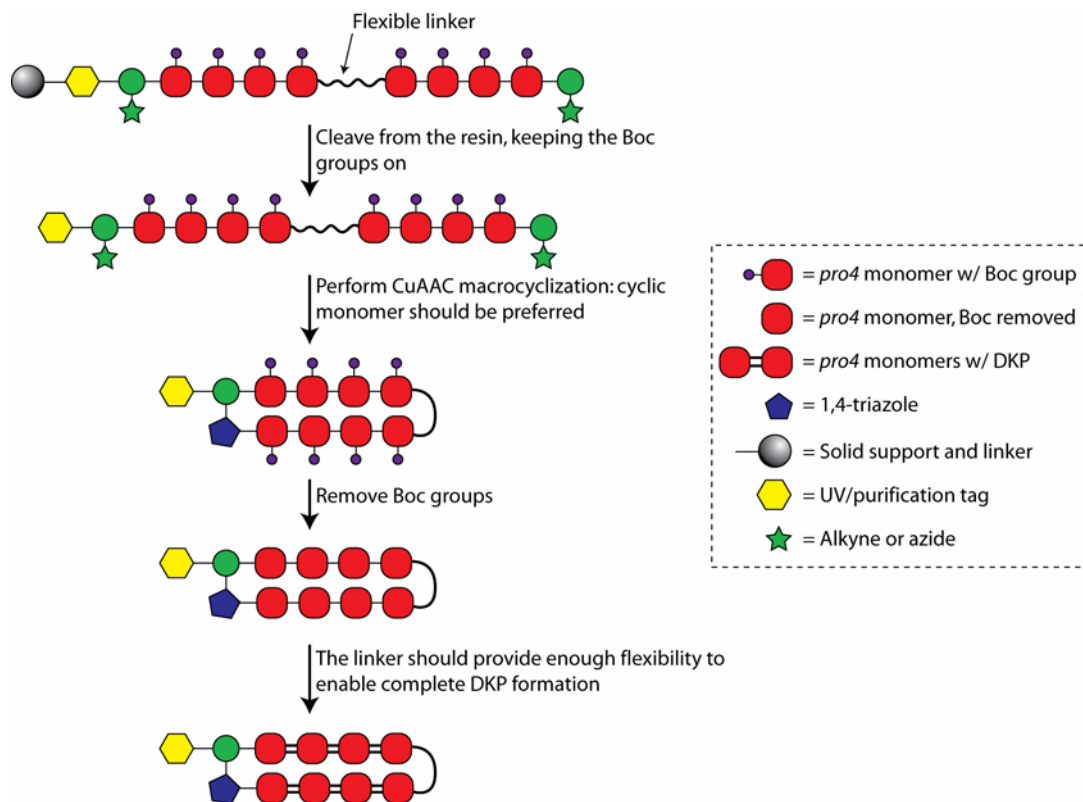 Flexible linker
Cleave from the resin, keeping the Boc
groups on
Perform CuAAC macrocyclization: cyclic
monomer should be preferred
Remove Boc groups
The linker should provide enough flexibility to
enable complete DKP formation
= pro4 monomer w/ Boc group
= pro4 monomer, Boc removed
= pro4 monomers w/ DKP
= 1,4-triazole
= Solid support and linker
= UV/purification tag
= Alkyne or azide